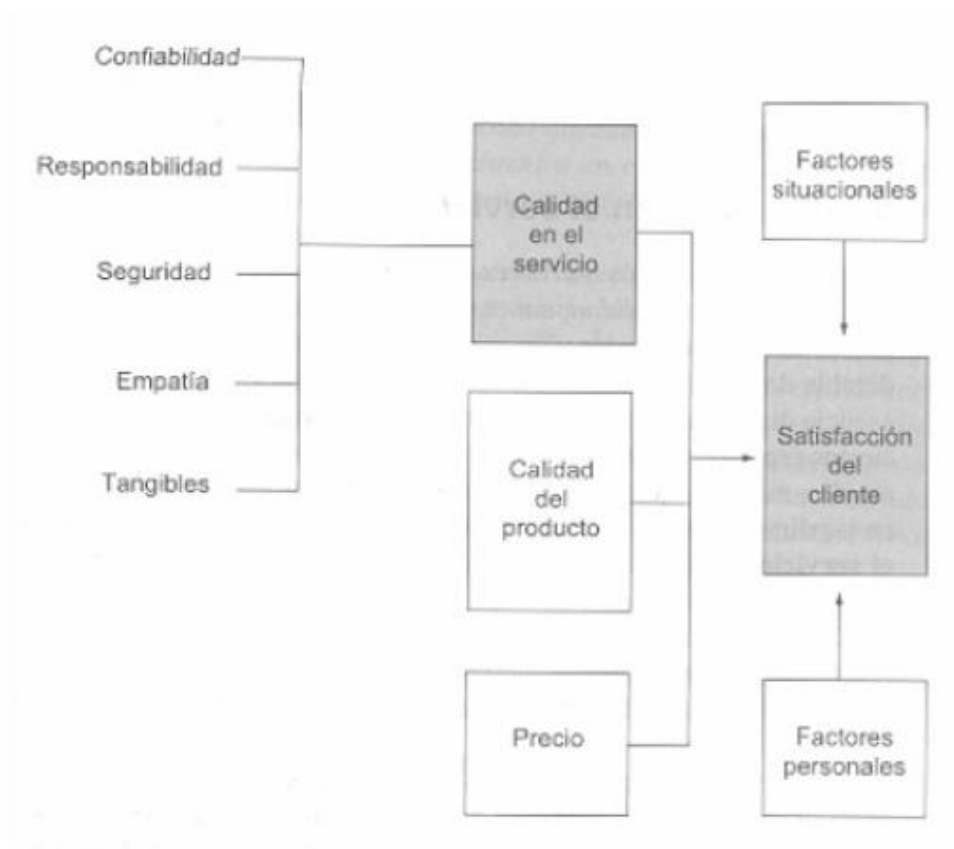 Confiabilidad
Responsabilidad
Seguridad
Empatía
Tangibles
Calidad
en el
servicio
Calidad
del
producto
Precio
Factores
situacionales
Satisfacción
del
cliente
Factores
personales